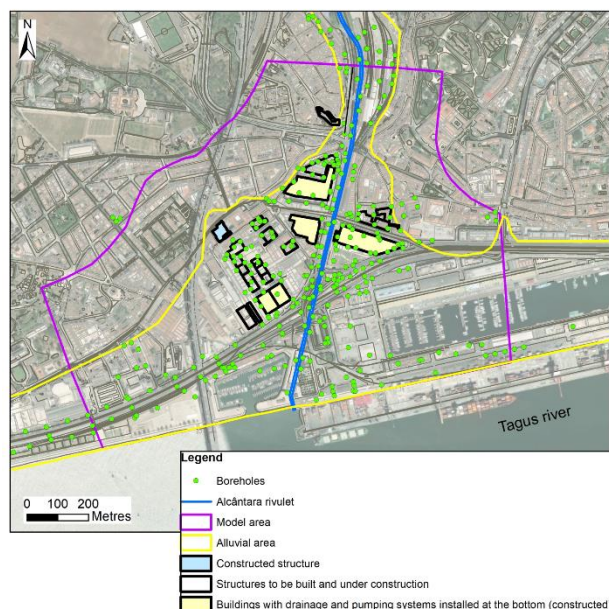 N
Tagus river
0 100 200
Metres
Legend
Boreholes
Alcântara rivulet
Model area
Alluvial area
Constructed structure
Structures to be built and under construction
Buildings with drainage and pumping systems installed at the bottom (constructed)